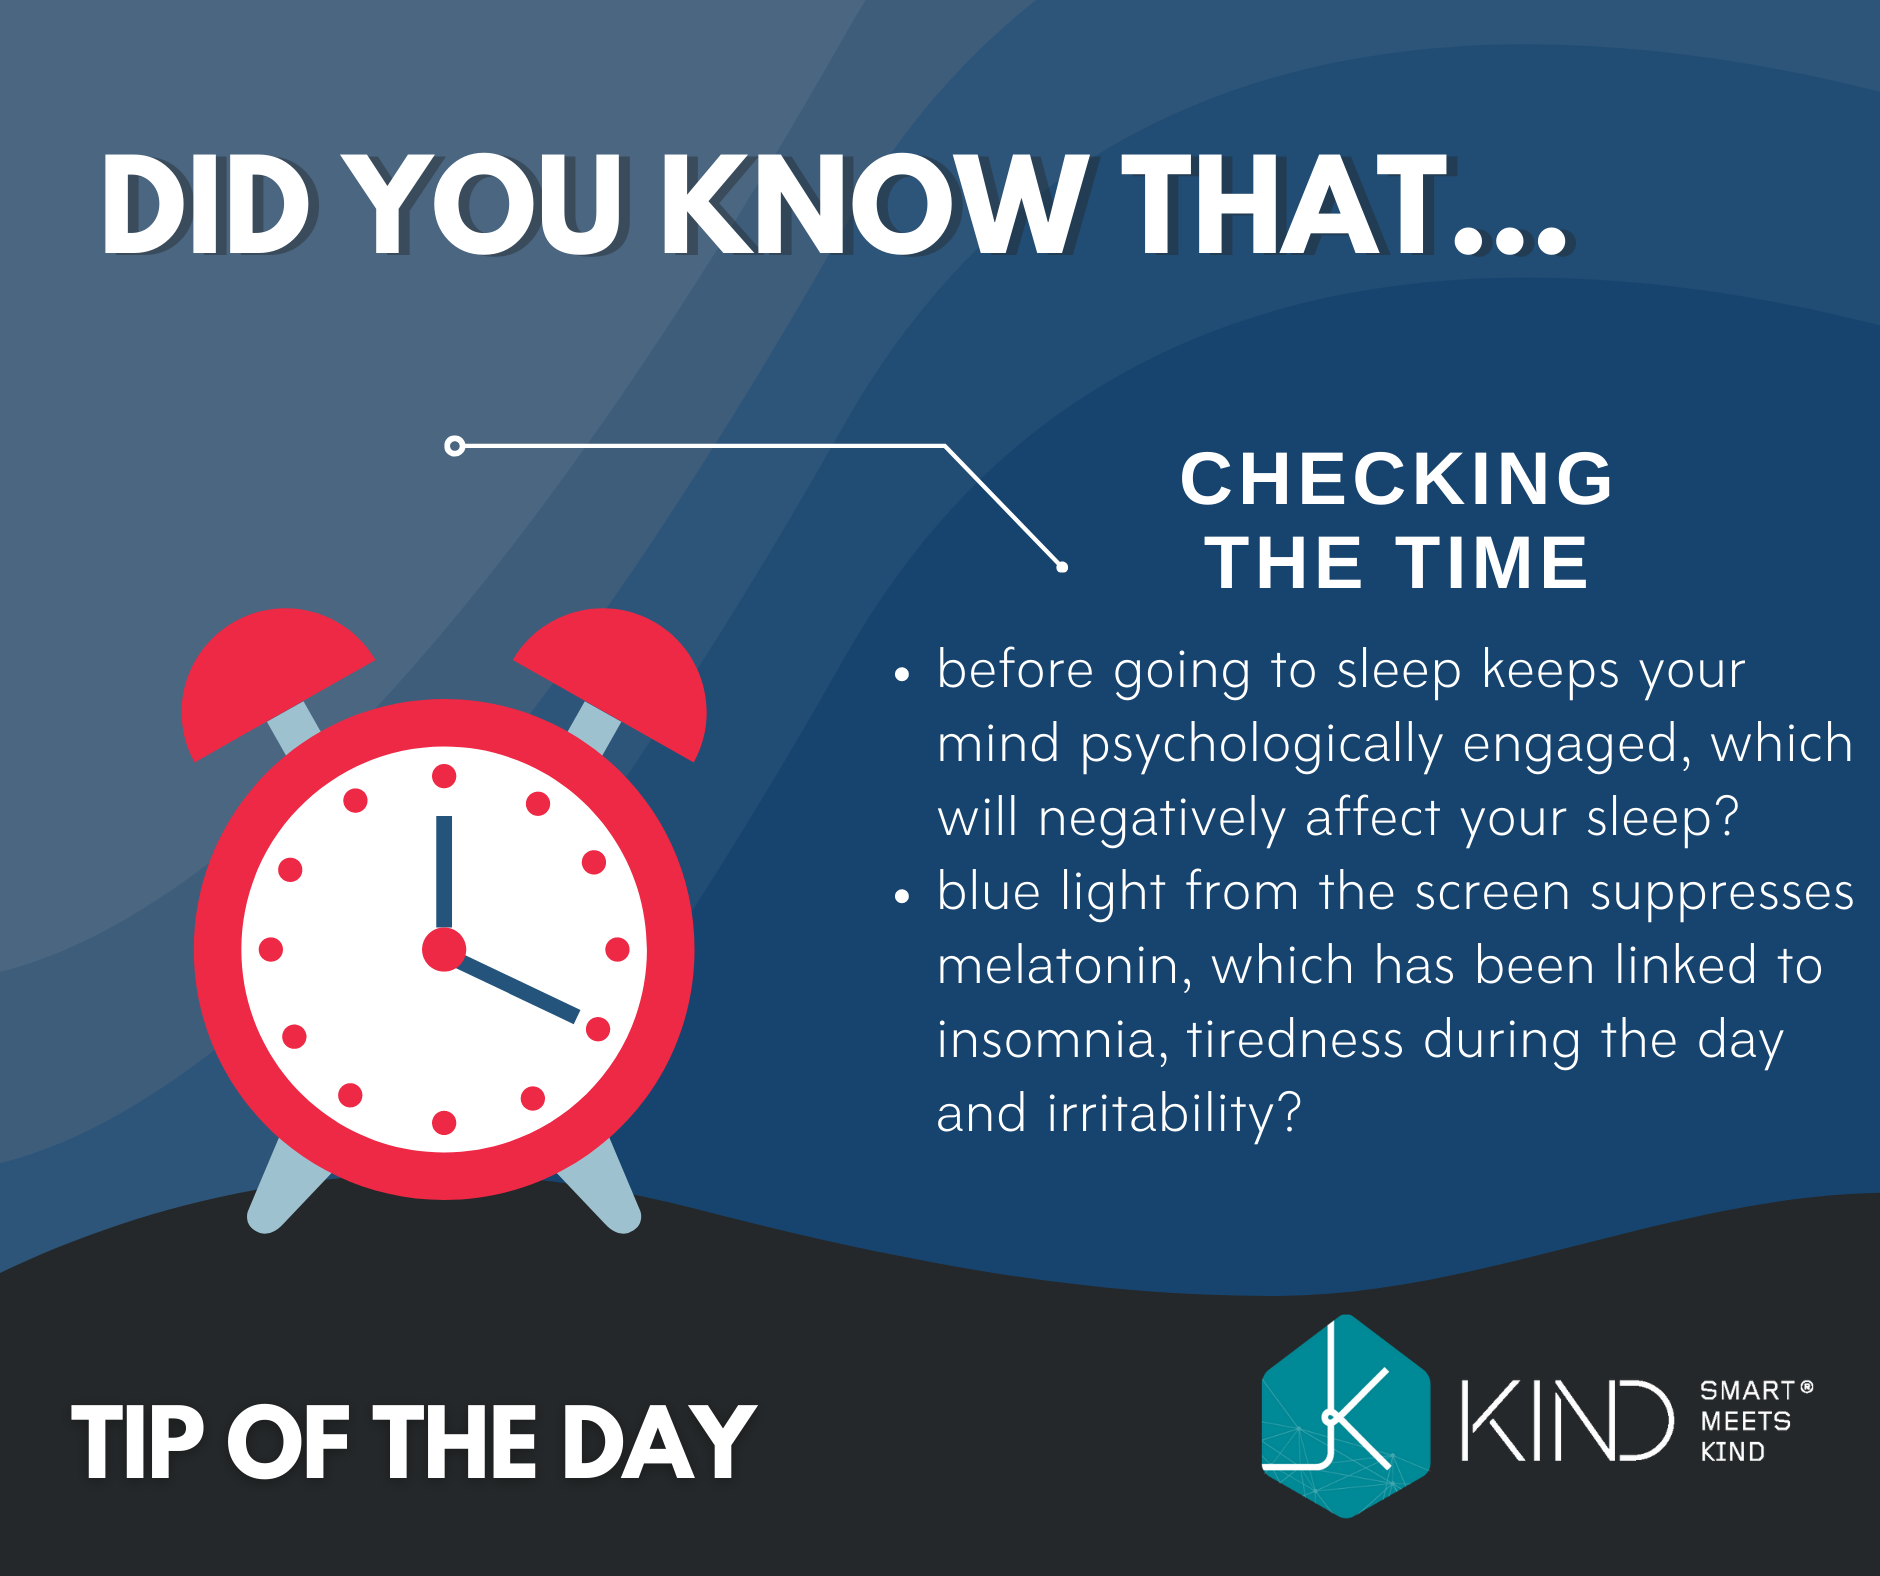 DID YOU KNOW THAT...
CHECKING
THE TIME
• before going to sleep keeps your
mind psychologically engaged, which
will negatively affect your sleep?
• blue light from the screen suppresses
melatonin, which has been linked to
insomnia, tiredness during the day
and irritability?
TIP OF THE DAY
KIND
SMART®
MEETS
KIND